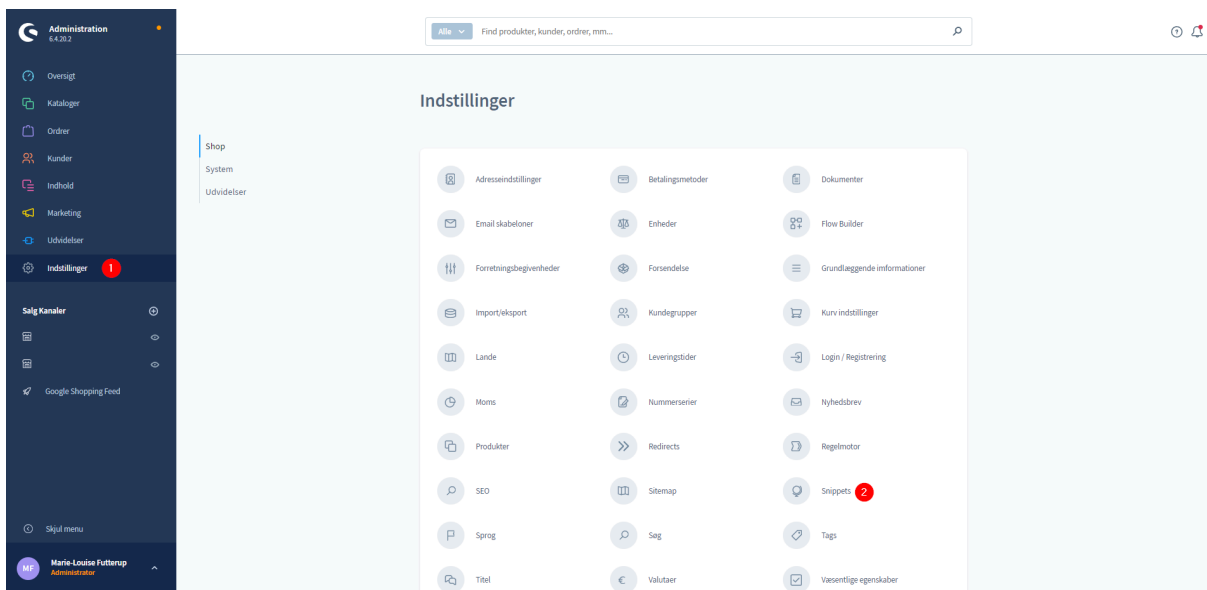 Administration
6.4.20.2
Alle
Find produkter, kunder, ordrer, mm...
Oversigt
Kataloger
Ordrer
Kunder
Indhold
Marketing
Udvidelser
Indstillinger 1
Salg Kanaler
Google Shopping Feed
Skjul menu
MF
Marie-Louise Futterup
Administrator
Indstillinger
Shop
System
Udvidelser
Adresseindstillinger
Betalingsmetoder
Dokumenter
Email skabeloner
Enheder
Flow Builder
Forretningsbegivenheder
Forsendelse
Grundlæggende imformationer
Import/eksport
Kundegrupper
Kurv indstillinger
Lande
Leveringstider
Login / Registrering
Moms
Nummerserier
Nyhedsbrev
Produkter
Redirects
Regelmotor
SEO
Sitemap
Snippets 2
Sprog
Søg
Tags
Titel
Valutaer
Væsentlige egenskaber